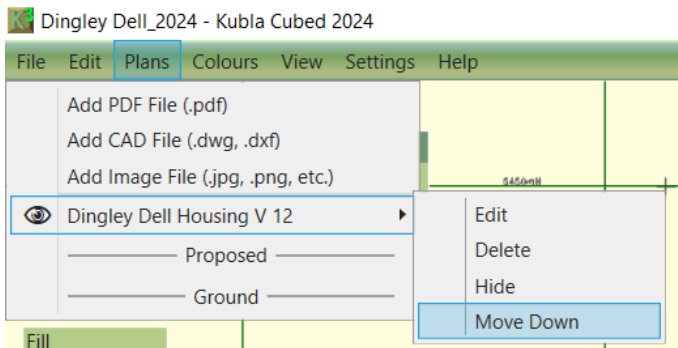 Dingley Dell_2024 - Kubla Cubed 2024
File Edit Plans Colours View Settings Help
Add PDF File (.pdf)
Add CAD File (.dwg, .dxf)
Add Image File (.jpg, .png, etc.)
Dingley Dell Housing V 12
Proposed
Ground
Edit
Delete
Hide
Move Down
Fill